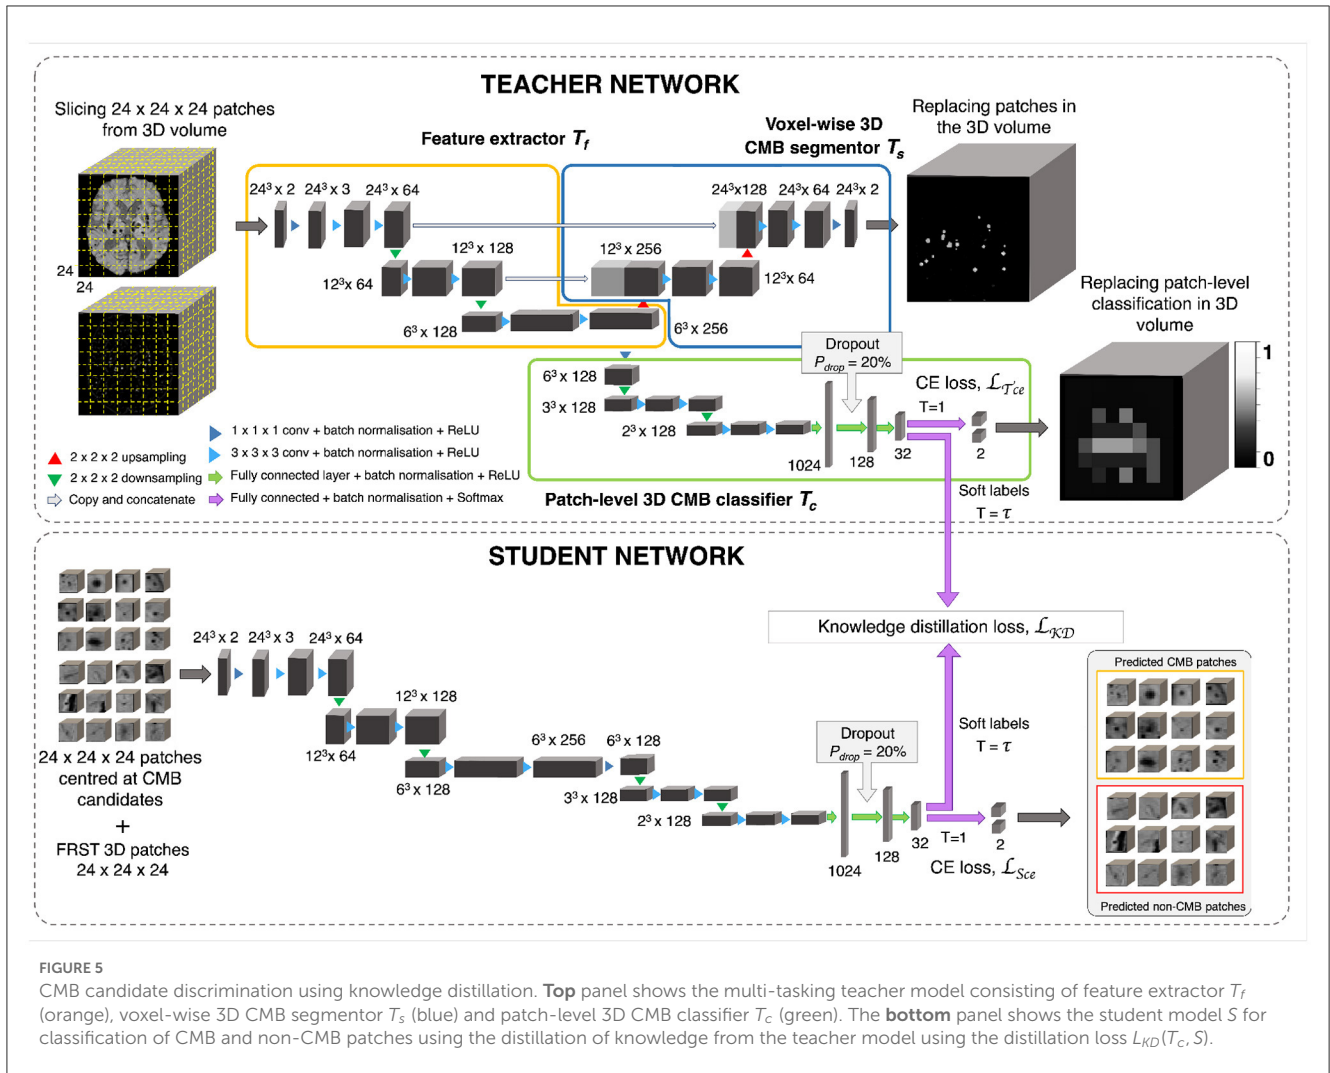 TEACHER NETWORK
Slicing 24 x 24 x 24 patches
from 3D volume
24
24
Feature extractor T_f
Voxel-wise 3D
CMB segmentor T_s
Replacing patches in
the 3D volume
24³ x 2
24³ x 3
24³ x 64
24³x128
24³x 64
24³x 2
12³ x 128
12³ x 256
12³x 64
12³x 64
6³ x 128
6³ x 256
Replacing patch-level
classification in 3D
volume
1
0
Dropout
P_drop = 20%
6³ x 128
3³ x 128
2³ x 128
1024
128
32
2
CE loss, ℒ_𝒯ce
T=1
Soft labels
T = τ
Patch-level 3D CMB classifier T_c
1 x 1 x 1 conv + batch normalisation + ReLU
2 x 2 x 2 upsampling
3 x 3 x 3 conv + batch normalisation + ReLU
2 x 2 x 2 downsampling
Fully connected layer + batch normalisation + ReLU
Copy and concatenate
Fully connected + batch normalisation + Softmax
STUDENT NETWORK
24 x 24 x 24 patches
centred at CMB
candidates
+
FRST 3D patches
24 x 24 x 24
24³ x 2
24³ x 3
24³ x 64
12³ x 128
12³x 64
6³ x 256
6³ x 128
6³ x 128
3³ x 128
2³ x 128
Dropout
P_drop = 20%
1024
128
32
2
T=1
CE loss, ℒ_𝒮ce
Soft labels
T = τ
Knowledge distillation loss, ℒ_𝒦𝒟
Predicted CMB patches
Predicted non-CMB patches
FIGURE 5
CMB candidate discrimination using knowledge distillation. Top panel shows the multi-tasking teacher model consisting of feature extractor T_f
(orange), voxel-wise 3D CMB segmentor T_s (blue) and patch-level 3D CMB classifier T_c (green). The bottom panel shows the student model S for
classification of CMB and non-CMB patches using the distillation of knowledge from the teacher model using the distillation loss L_KD(T_c, S).